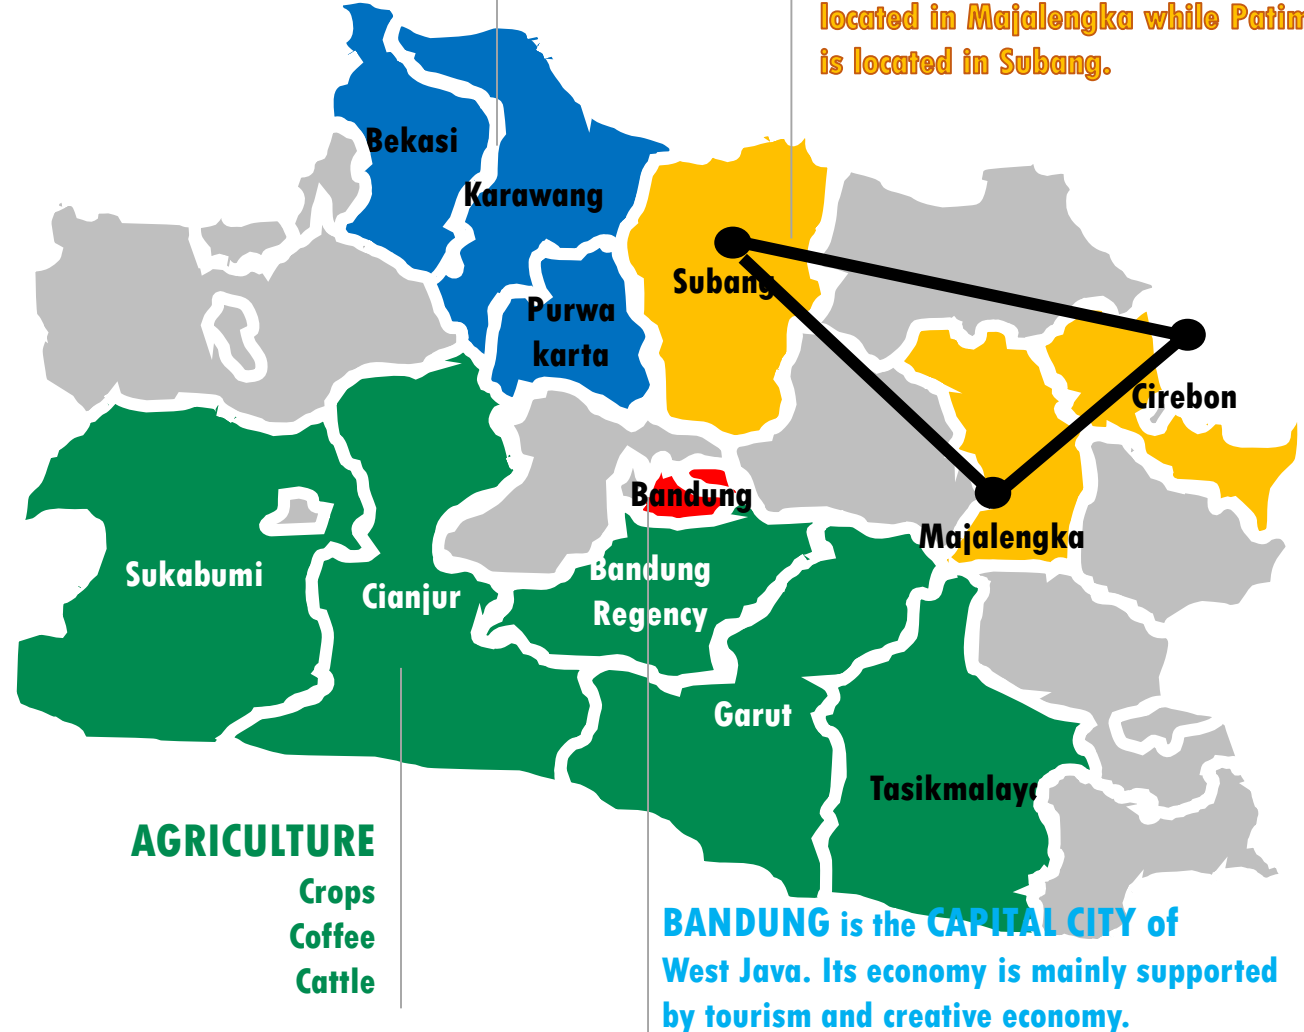 located in Majalengka while
is located in Subang.
Bekasi
Karawang
Subang
Purwa
karta
Cirebon
Bandung
Majalengka
Sukabumi
Cianjur
Bandung
Regency
Garut
Tasikmalaya
AGRICULTURE
Crops
Coffee
Cattle
BANDUNG is the CAPITAL CITY of
West Java. Its economy is mainly supported
by tourism and creative economy.